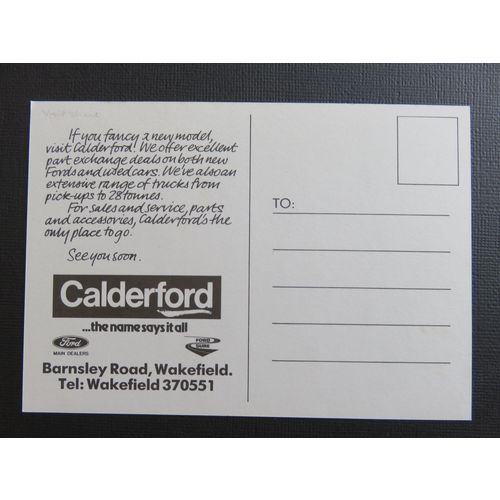 If you fancy a new model,
visit Calderford! We offer excellent
part exchange deals on both new
Fords and used cars. We've also an
extensive range of trucks from
pick-ups to 28 tonnes.
For sales and service, parts
and accessories, Calderford's the
only place to go.
See you soon.
Calderford
...the name says it all
Ford
MAIN DEALERS
FORD
SURE
Barnsley Road, Wakefield.
Tel: Wakefield 370551
TO: